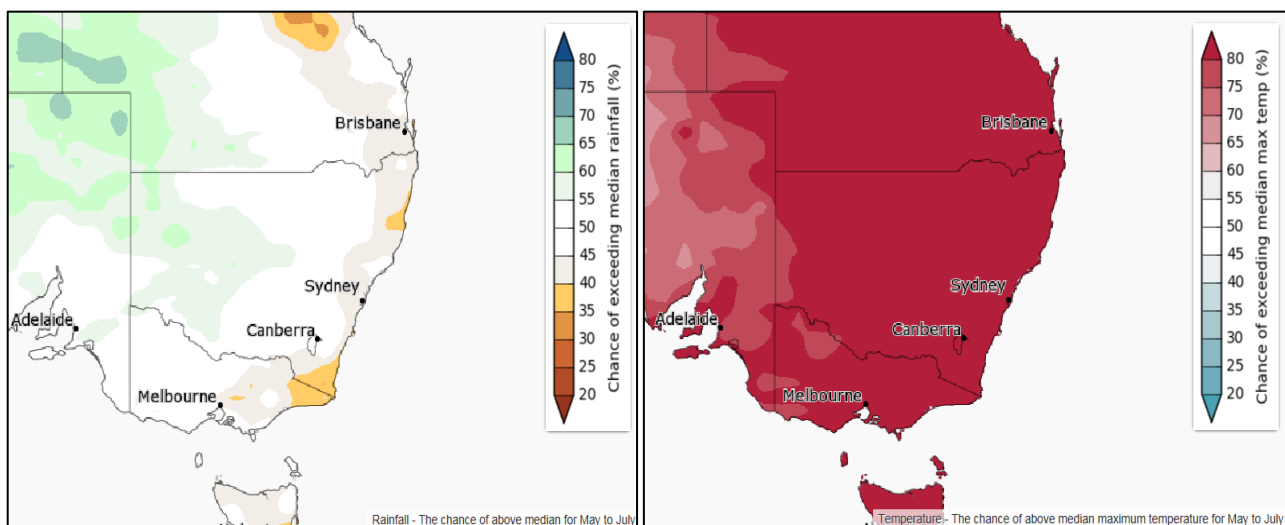 Brisbane
Sydney
Canberra
Adelaide
Melbourne
80
75
70
65
60
55
50
45
40
35
30
25
20
Chance of exceeding median rainfall (%)
Rainfall - The chance of above median for May to July
Brisbane
Sydney
Canberra
Adelaide
Melbourne
80
75
70
65
60
55
50
45
40
35
30
25
20
Chance of exceeding median max temp (%)
Temperature - The chance of above median maximum temperature for May to July